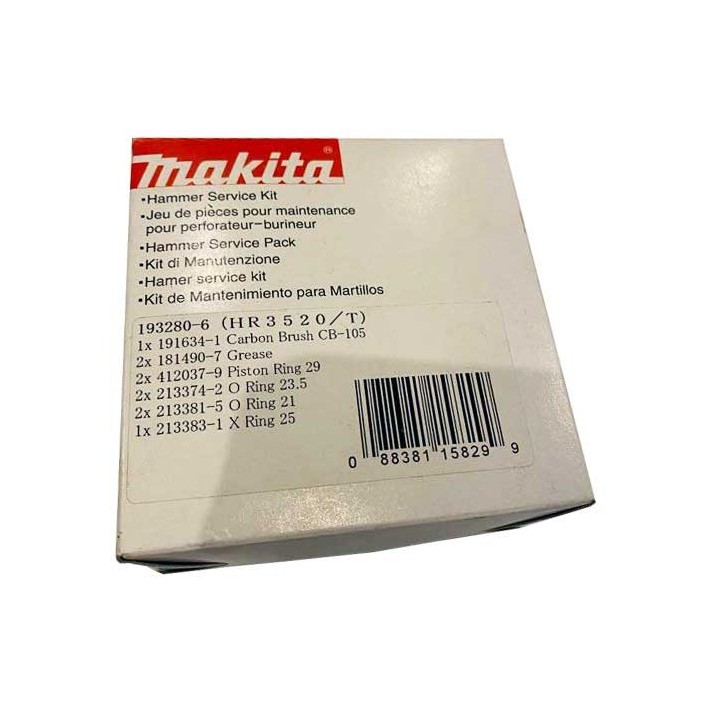 makita®
•Hammer Service Kit
•Jeu de pièces pour maintenance
pour perforateur-burineur
•Hammer Service Pack
•Kit di Manutenzione
•Hamer service kit
•Kit de Mantenimiento para Martillos
193280-6 (HR3520/T)
1x 191634-1 Carbon Brush CB-105
2x 181490-7 Grease
2x 412037-9 Piston Ring 29
2x 213374-2 O Ring 23.5
2x 213381-5 O Ring 21
1x 213383-1 X Ring 25
0 88381 15829 9